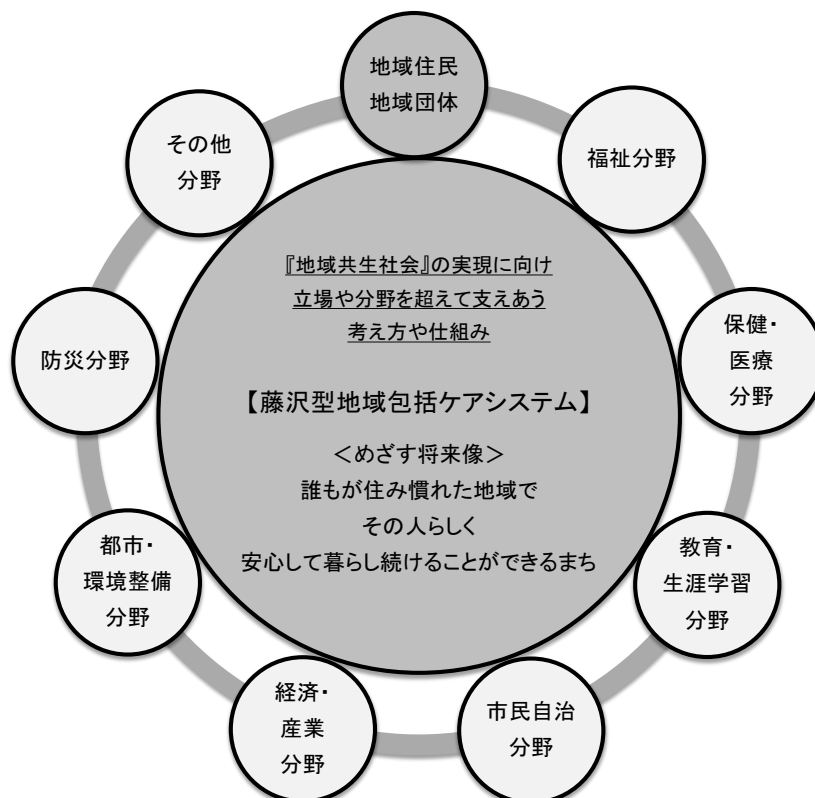 地域住民
地域団体
福祉分野
保健・
医療
分野
教育・
生涯学習
分野
市民自治
分野
経済・
産業
分野
都市・
環境整備
分野
防災分野
その他
分野
『地域共生社会』の実現に向け
立場や分野を超えて支えあう
考え方や仕組み
【藤沢型地域包括ケアシステム】
＜めざす将来像＞
誰もが住み慣れた地域で
その人らしく
安心して暮らし続けることができるまち